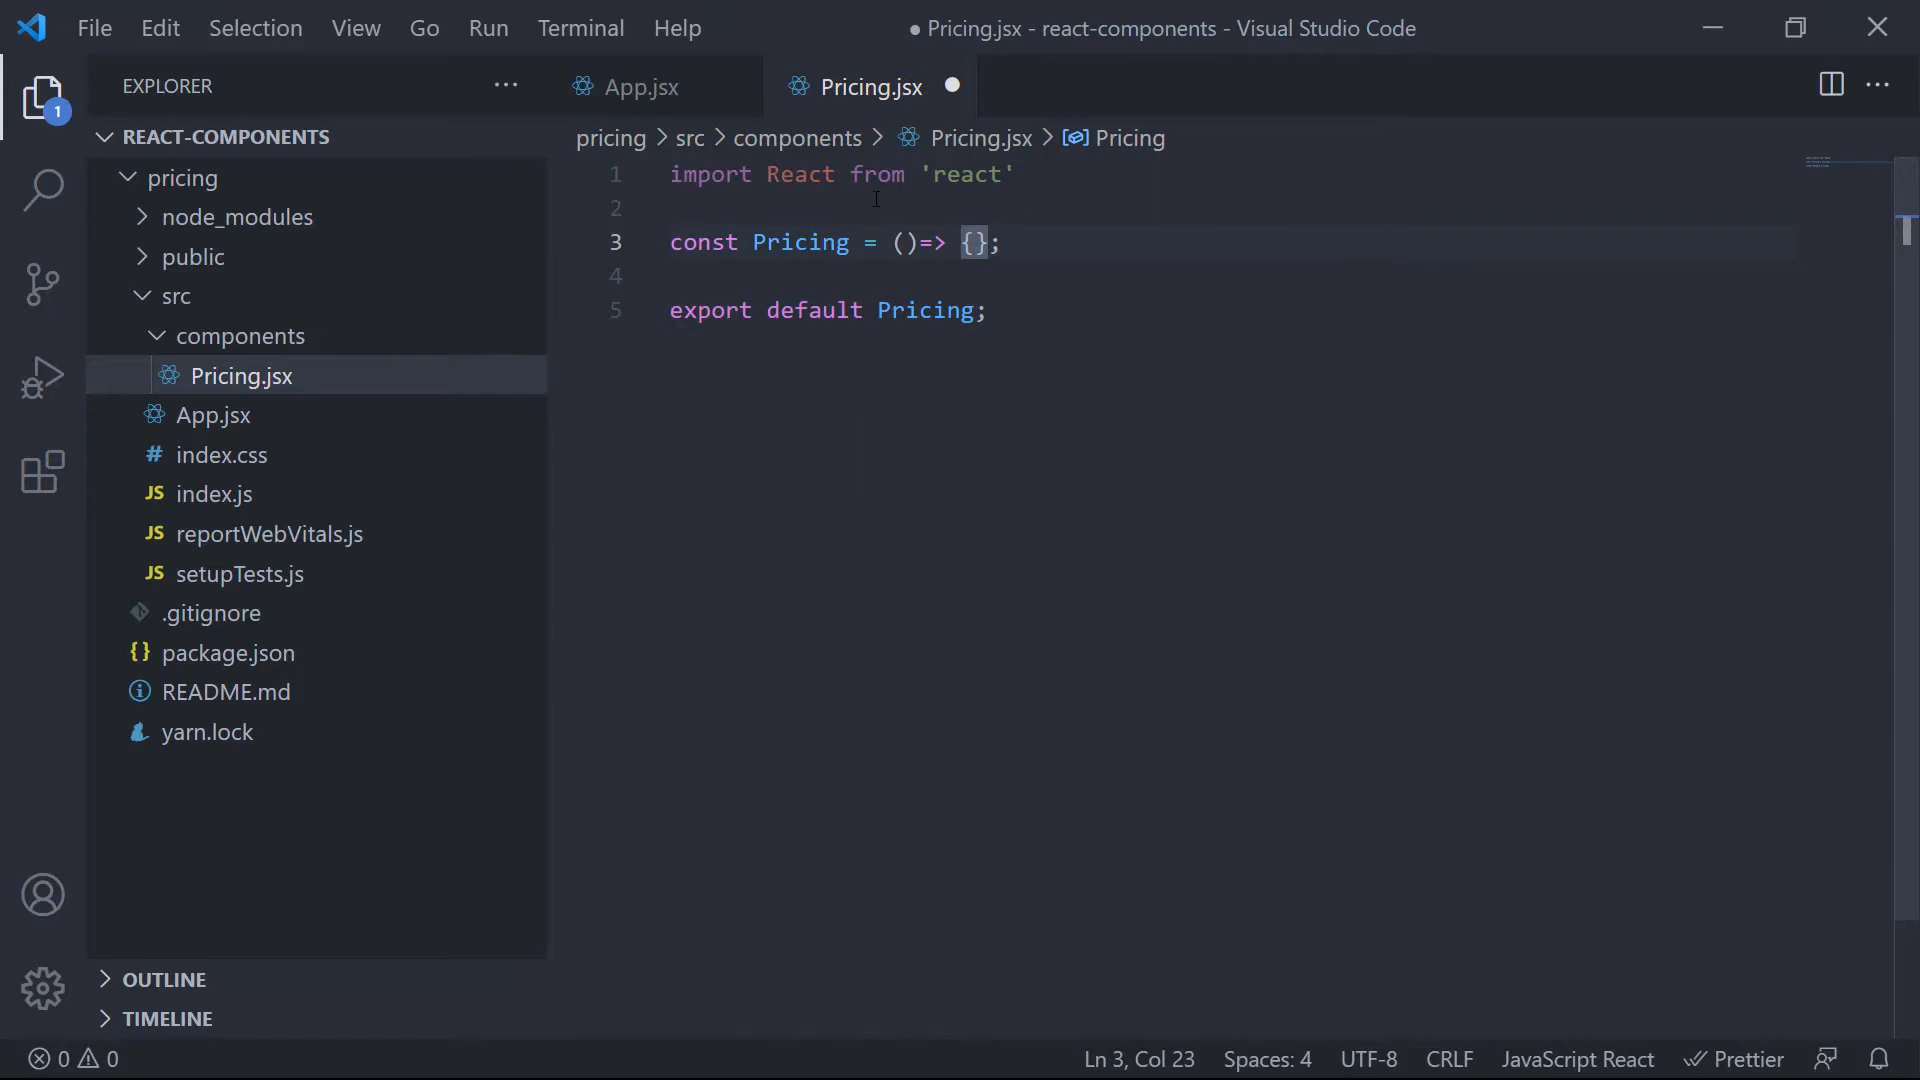 File Edit Selection View Go Run Terminal Help
● Pricing.jsx - react-components - Visual Studio Code
EXPLORER
App.jsx
Pricing.jsx
1
REACT-COMPONENTS
pricing > src > components > Pricing.jsx > Pricing
pricing
node_modules
public
src
components
Pricing.jsx
App.jsx
# index.css
JS index.js
JS reportWebVitals.js
JS setupTests.js
.gitignore
{} package.json
README.md
yarn.lock
OUTLINE
TIMELINE
1 import React from 'react'
2
3 const Pricing = ()=> {};
4
5 export default Pricing;
0 0
Ln 3, Col 23 Spaces: 4 UTF-8 CRLF JavaScript React Prettier